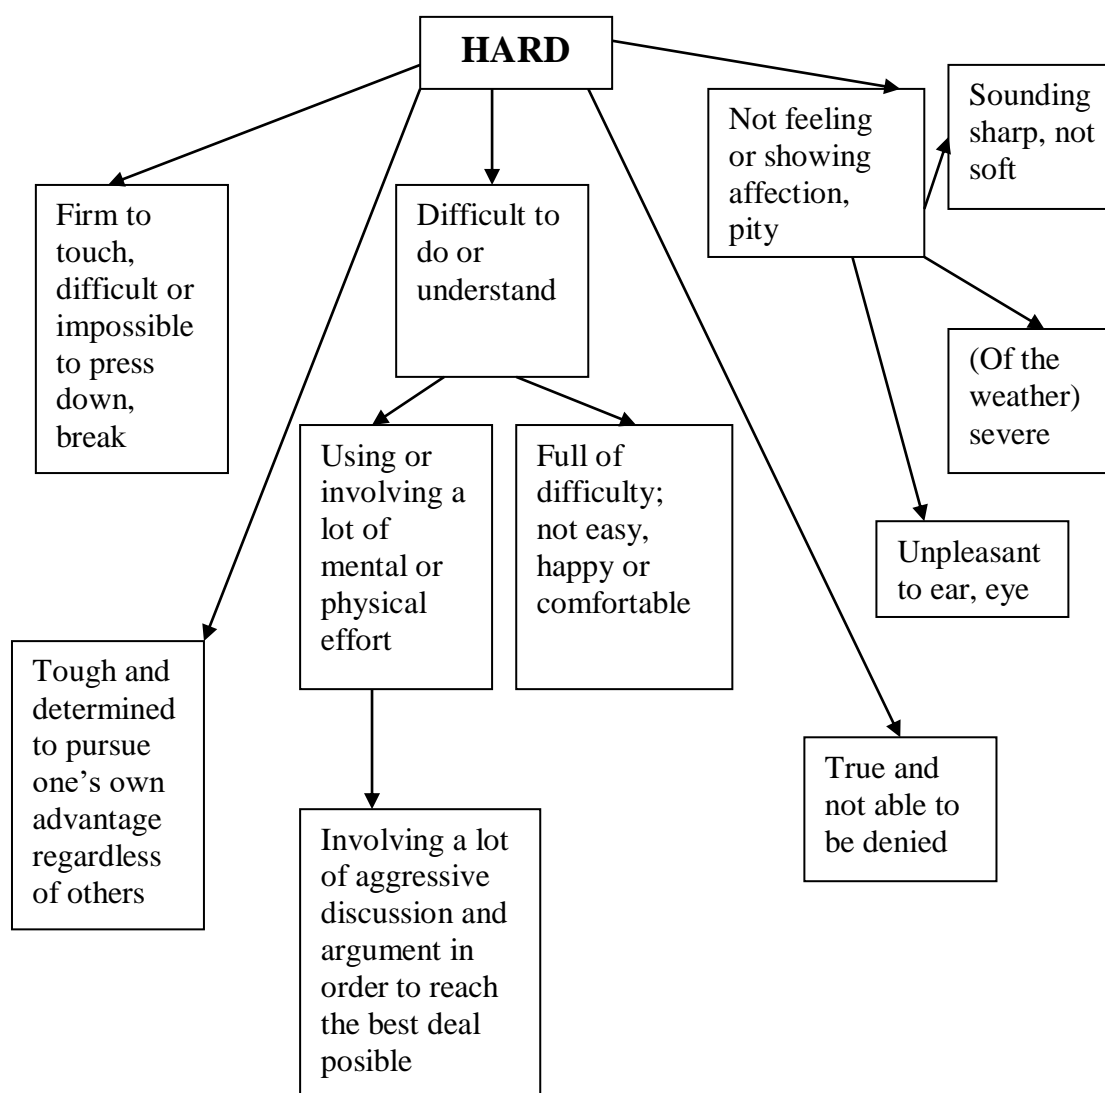 HARD
Not feeling
or showing
affection,
pity
Sounding
sharp, not
soft
Firm to
touch,
difficult or
impossible
to press
down,
break
Difficult to
do or
understand
(Of the
weather)
severe
Using or
involving a
lot of
mental or
physical
effort
Full of
difficulty;
not easy,
happy or
comfortable
Unpleasant
to ear, eye
Tough and
determined
to pursue
one’s own
advantage
regardless
of others
True and
not able to
be denied
Involving a lot
of aggressive
discussion and
argument in
order to reach
the best deal
posible